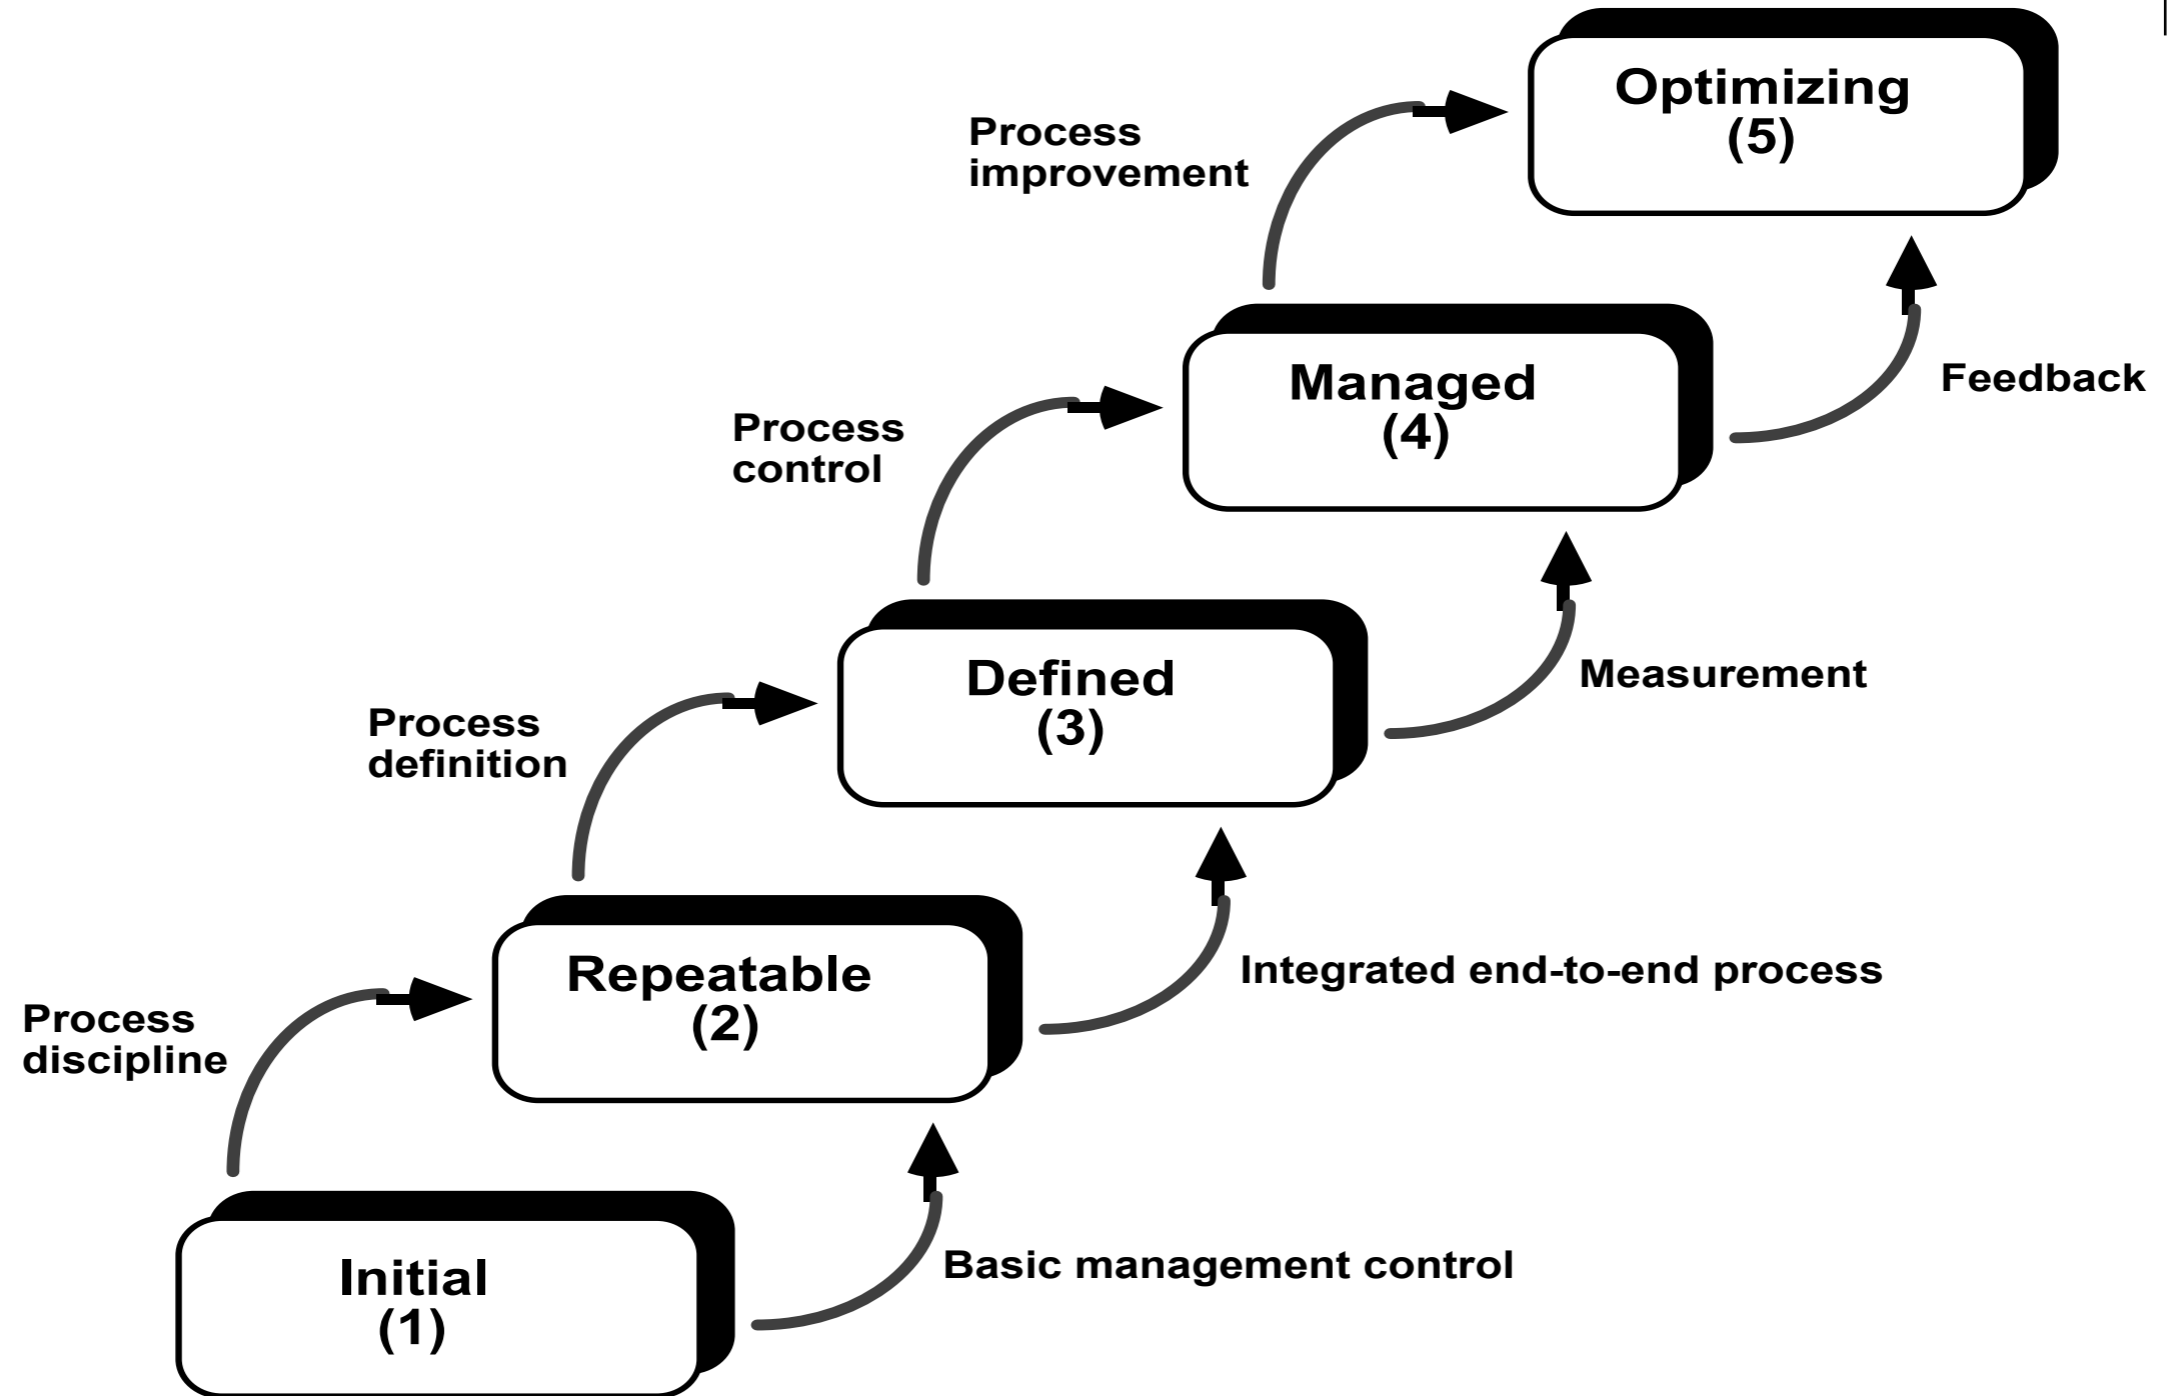 Optimizing
(5)
Process
improvement
Managed
(4)
Feedback
Process
control
Defined
(3)
Measurement
Process
definition
Repeatable
(2)
Integrated end-to-end process
Process
discipline
Initial
(1)
Basic management control